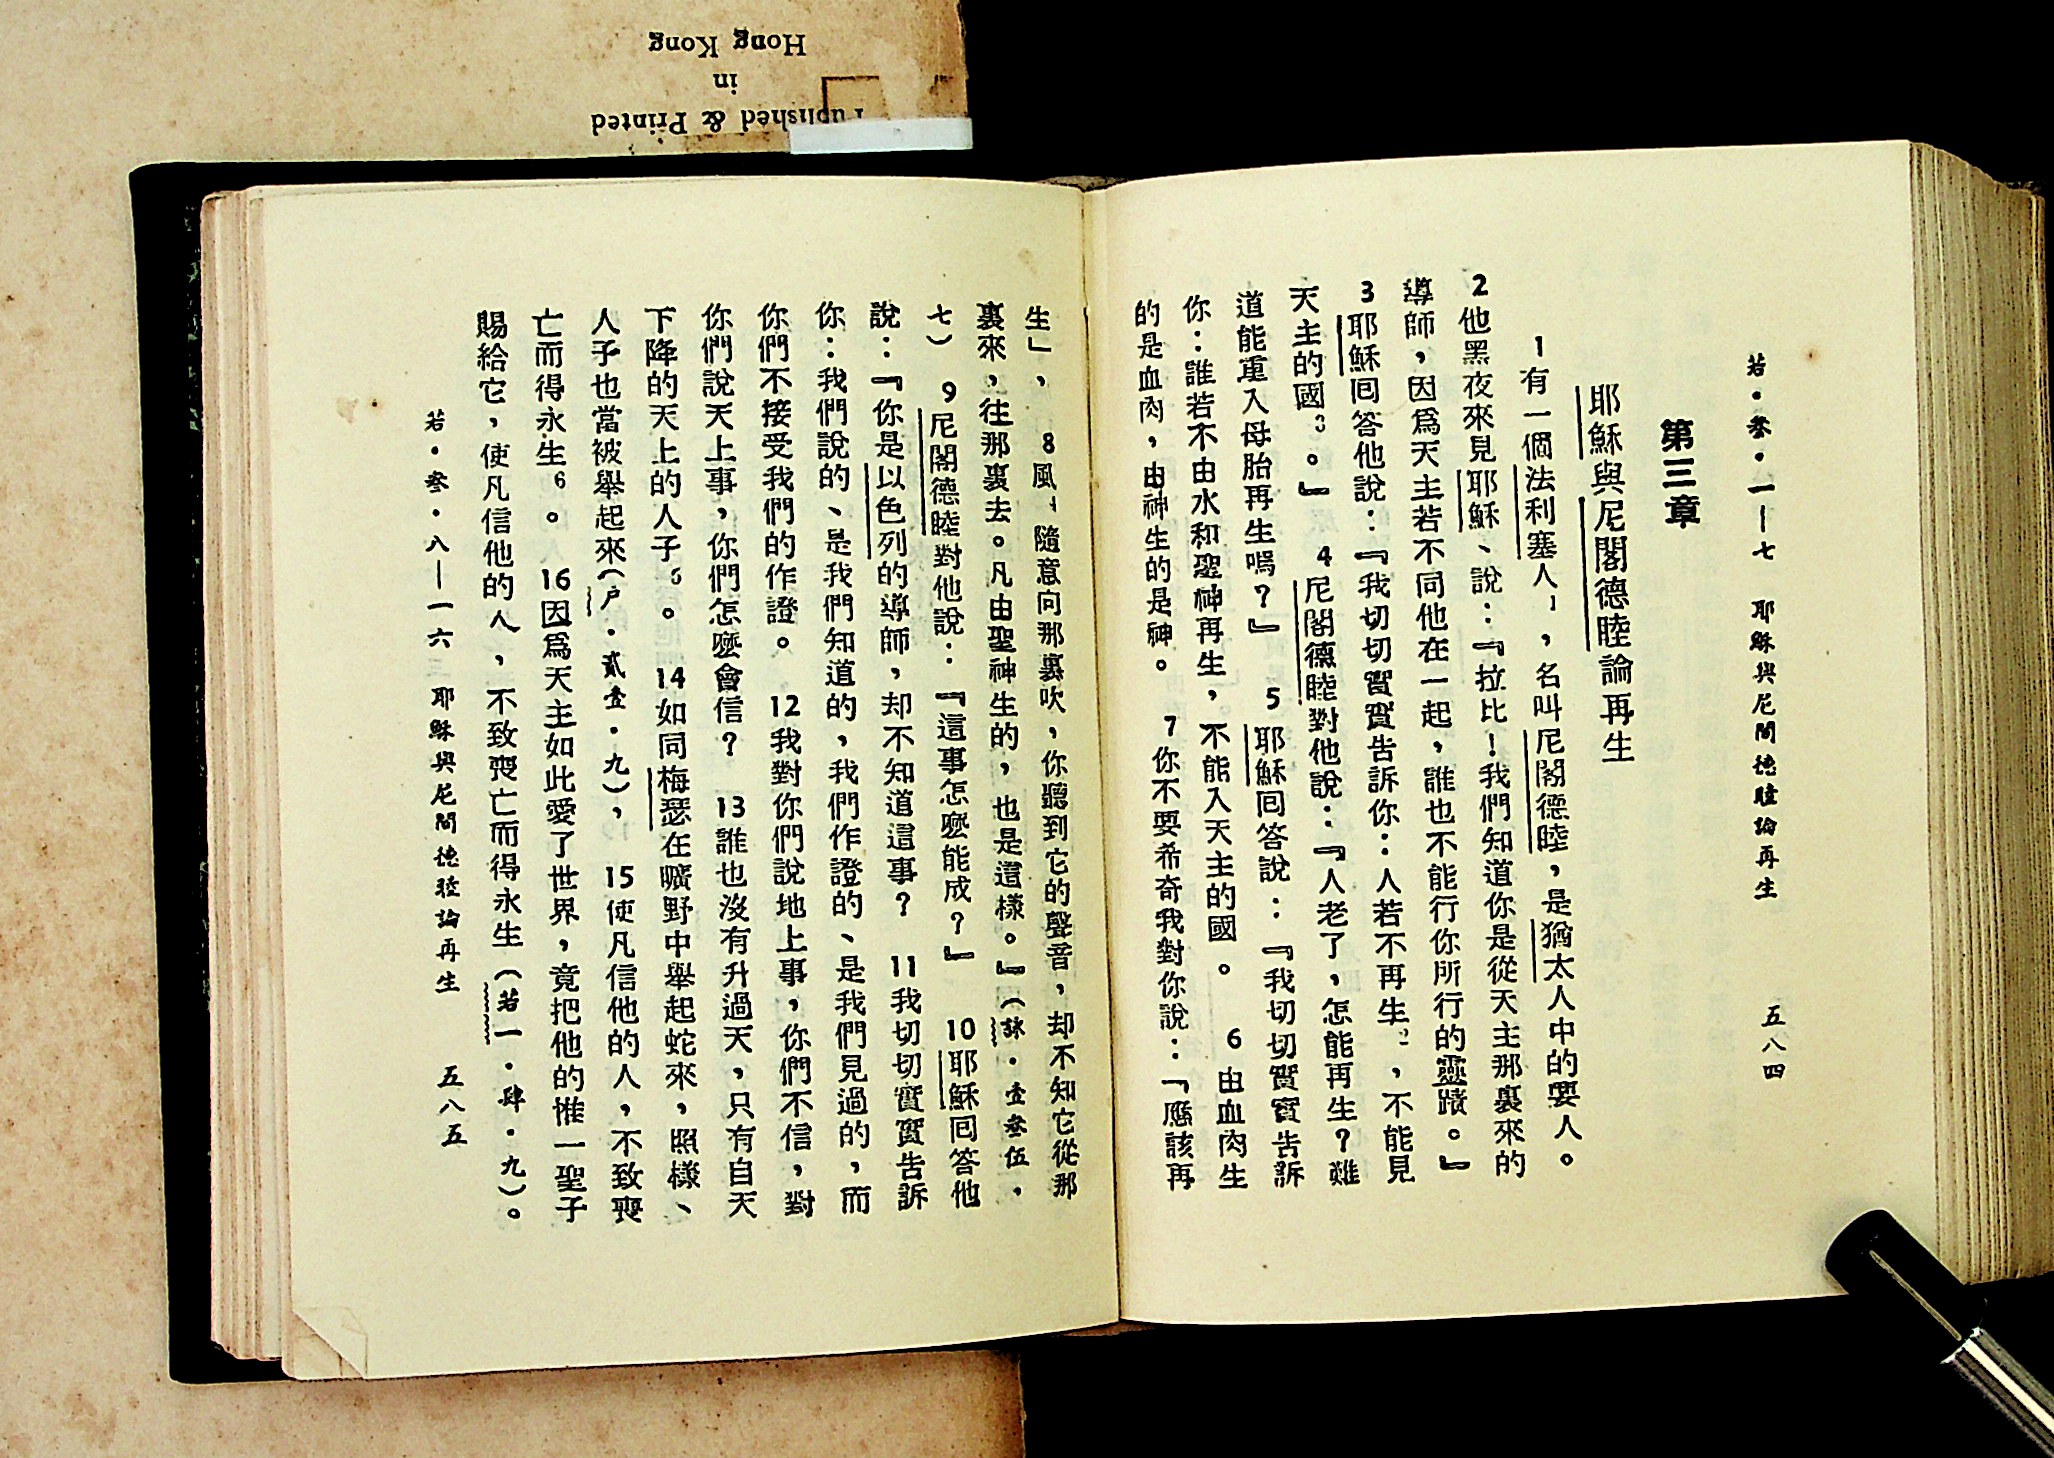 Published & Printed
in
Hong Kong
若・叁・一—七　耶穌與尼閣德睦論再生　五八四
第三章
耶穌與尼閣德睦論再生
1有一個法利塞人1，名叫尼閣德睦，是猶太人中的要人。
2他黑夜來見耶穌、說：『拉比！我們知道你是從天主那裏來的
導師，因爲天主若不同他在一起，誰也不能行你所行的靈蹟。』
3耶穌囘答他說：『我切切實實告訴你：人若不再生2，不能見
天主的國3。』　4尼閣德睦對他說：『人老了，怎能再生？難
道能重入母胎再生嗎？』　5耶穌囘答說：『我切切實實告訴
你：誰若不由水和聖神再生，不能入天主的國。　6由血肉生
的是血肉，由神生的是神。　7你不要希奇我對你說：「應該再
生」，　8風4隨意向那裏吹，你聽到它的聲音，却不知它從那
裏來，往那裏去。凡由聖神生的，也是這樣。』（詠・壹叁伍，
七）　9尼閣德睦對他說：『這事怎麽能成？』　10耶穌囘答他
說：『你是以色列的導師，却不知道這事？　11我切切實實告訴
你：我們說的、是我們知道的，我們作證的、是我們見過的，而
你們不接受我們的作證。　12我對你們說地上事，你們不信，對
你們說天上事，你們怎麽會信？　13誰也沒有升過天，只有自天
下降的天上的人子5。　14如同梅瑟在曠野中舉起蛇來，照樣、
人子也當被舉起來（户・貳壹・九），　15使凡信他的人，不致喪
亡而得永生6。　16因爲天主如此愛了世界，竟把他的惟一聖子
賜給它，使凡信他的人，不致喪亡而得永生（若一・肆・九）。
若・叁・八—一六　耶穌與尼閣德睦論再生　五八五